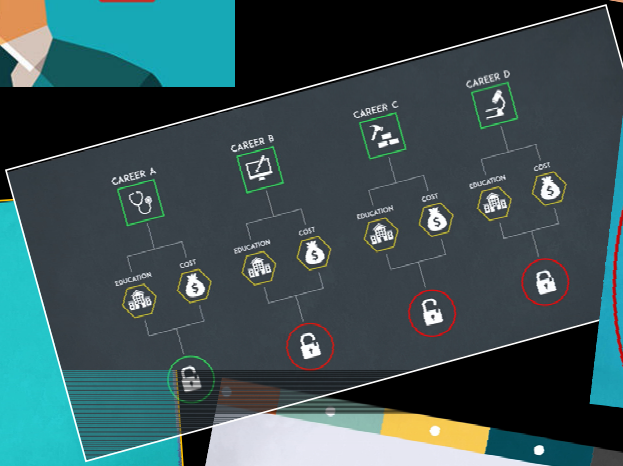 CAREER A
CAREER B
CAREER C
CAREER D
EDUCATION
COST
EDUCATION
COST
EDUCATION
COST
EDUCATION
COST